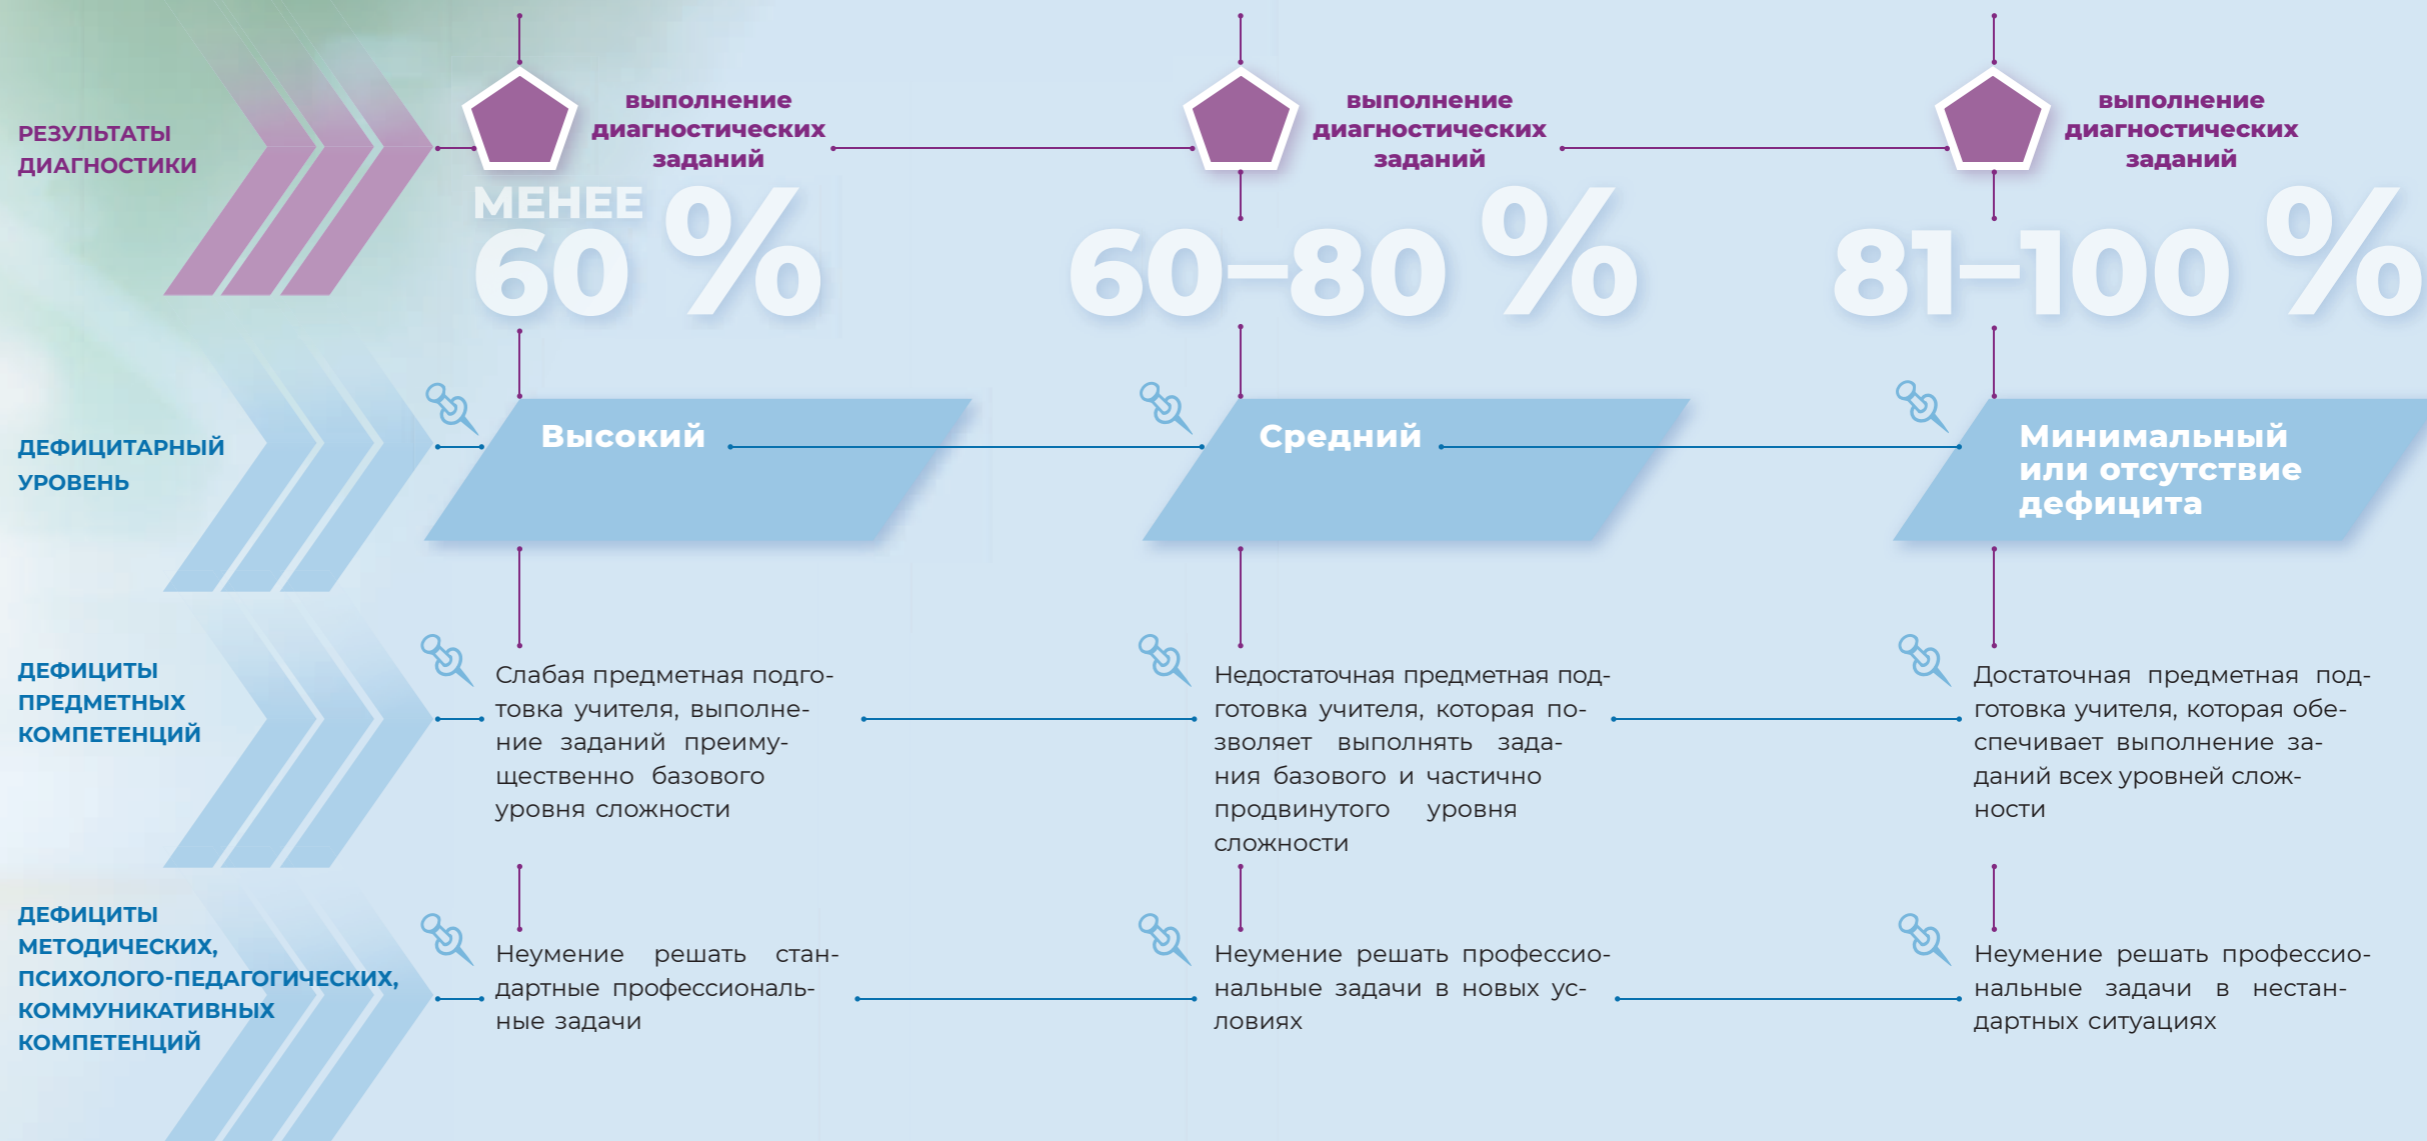 РЕЗУЛЬТАТЫ
ДИАГНОСТИКИ
выполнение
диагностических
заданий
МЕНЕЕ
60 %
выполнение
диагностических
заданий
60–80 %
выполнение
диагностических
заданий
81–100 %
ДЕФИЦИТАРНЫЙ
УРОВЕНЬ
Высокий
Средний
Минимальный
или отсутствие
дефицита
ДЕФИЦИТЫ
ПРЕДМЕТНЫХ
КОМПЕТЕНЦИЙ
Слабая предметная подго-
товка учителя, выполне-
ние заданий преиму-
щественно базового
уровня сложности
Недостаточная предметная под-
готовка учителя, которая по-
зволяет выполнять зада-
ния базового и частично
продвинутого уровня
сложности
Достаточная предметная под-
готовка учителя, которая обе-
спечивает выполнение за-
даний всех уровней слож-
ности
ДЕФИЦИТЫ
МЕТОДИЧЕСКИХ,
ПСИХОЛОГО-ПЕДАГОГИЧЕСКИХ,
КОММУНИКАТИВНЫХ
КОМПЕТЕНЦИЙ
Неумение решать стан-
дартные профессиональ-
ные задачи
Неумение решать профессио-
нальные задачи в новых ус-
ловиях
Неумение решать профессио-
нальные задачи в нестан-
дартных ситуациях